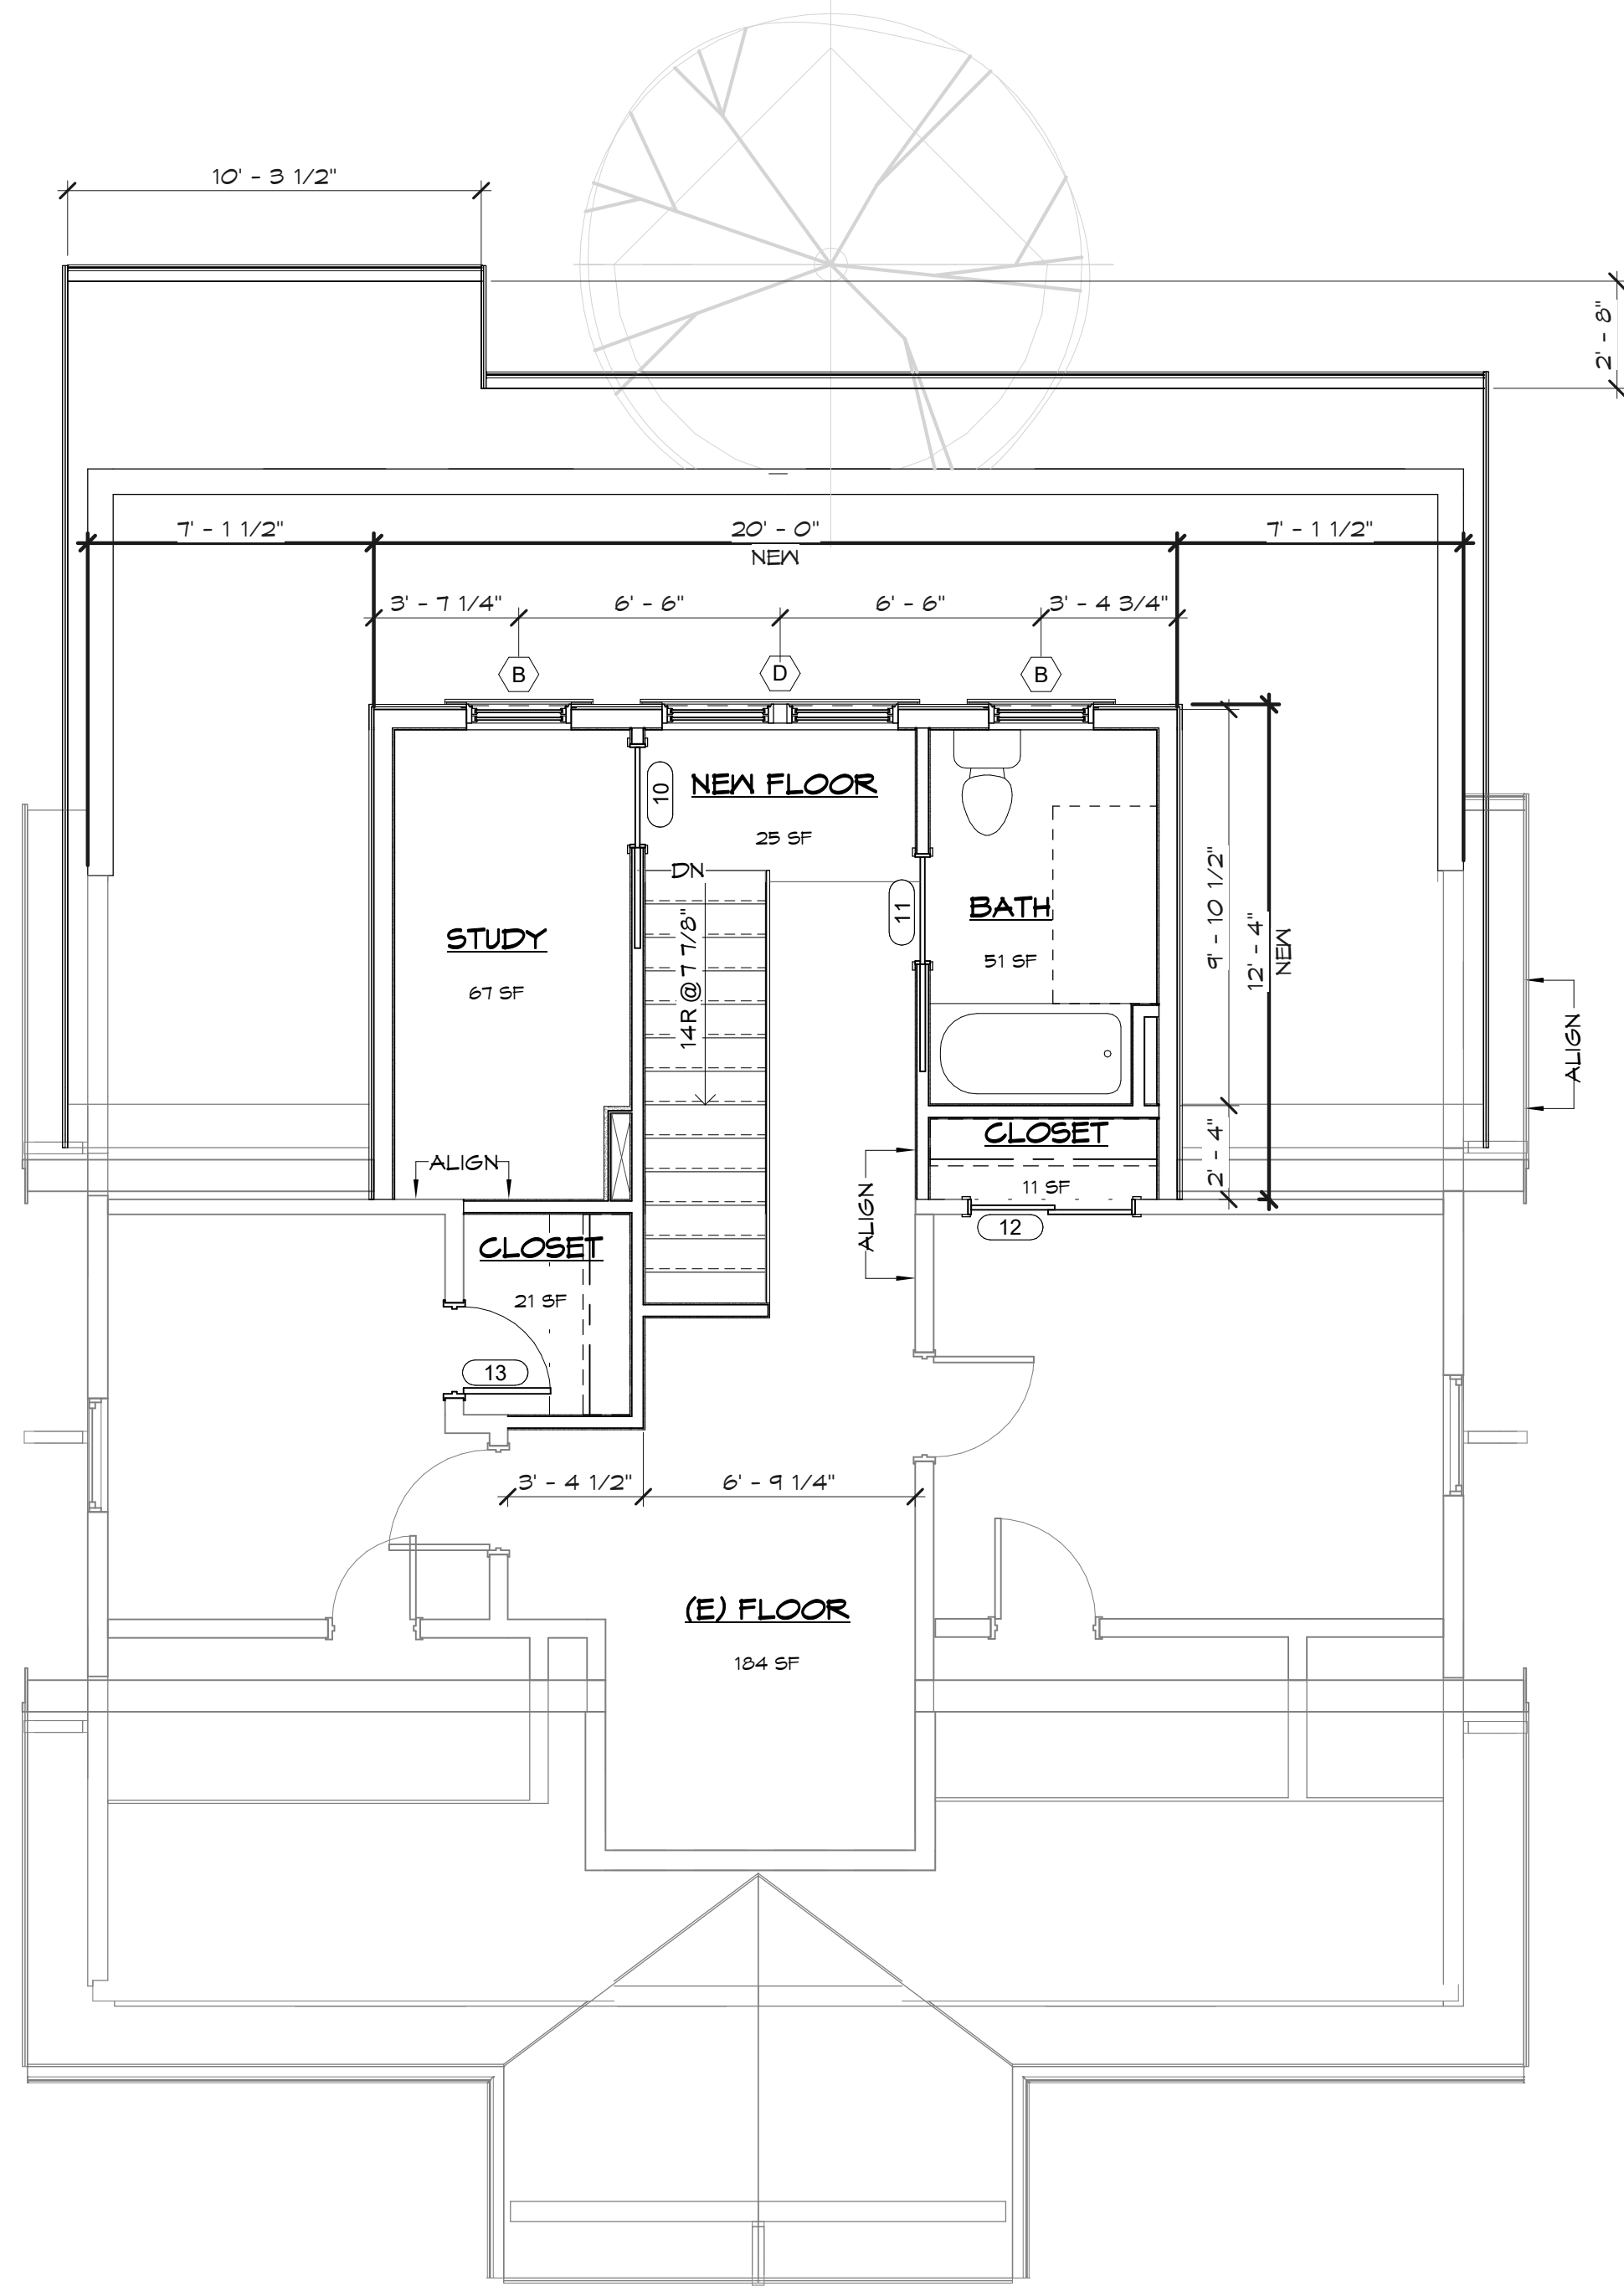 10' - 3 1/2"
2' - 8"
7' - 1 1/2"
20' - 0"
7' - 1 1/2"
NEW
3' - 7 1/4"
6' - 6"
6' - 6"
3' - 4 3/4"
B
D
B
NEW FLOOR
25 SF
10
DN
14R @ 7 7/8"
11
BATH
51 SF
STUDY
67 SF
9' - 10 1/2"
12' - 4"
NEW
ALIGN
ALIGN
CLOSET
11 SF
2' - 4"
12
ALIGN
CLOSET
21 SF
13
3' - 4 1/2"
6' - 9 1/4"
(E) FLOOR
184 SF